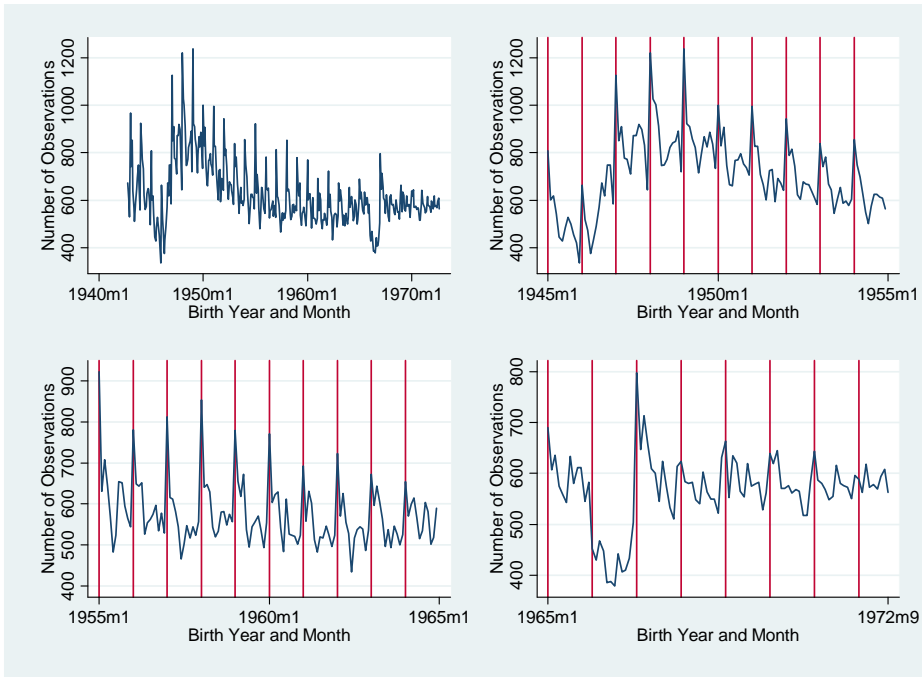 Number of Observations
1200
1000
800
600
400
1940m1 1950m1 1960m1 1970m1
Birth Year and Month
Number of Observations
1200
1000
800
600
400
1945m1 1950m1 1955m1
Birth Year and Month
Number of Observations
900
800
700
600
500
400
1955m1 1960m1 1965m1
Birth Year and Month
Number of Observations
800
700
600
500
400
1965m1 1972m9
Birth Year and Month